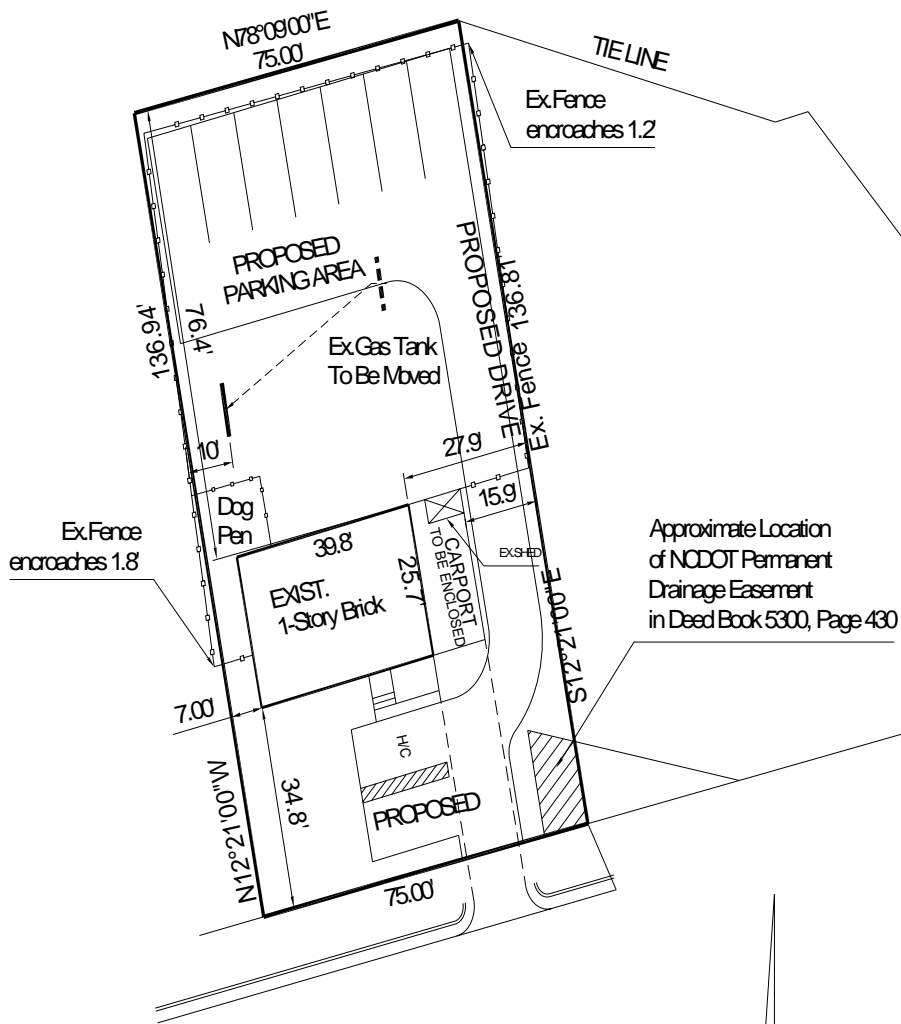 N78°09'00"E
75.00'
TIE LINE
Ex.Fence
encroaches 1.2'
PROPOSED
PARKING AREA
PROPOSED DRIVE
Ex. Fence 136.81'
136.94'
79.4'
Ex.Gas Tank
To Be Moved
10'
27.9'
15.9'
Dog
Pen
Ex.Fence
encroaches 1.8'
39.8'
25.7'
EX.SHED
CARPORT
TO BE ENCLOSED
EXIST.
1-Story Brick
Approximate Location
of NCDOT Permanent
Drainage Easement
in Deed Book 5300, Page 430
S12°21'00"E
7.00'
N12°21'00"W
34.8'
H/C
PROPOSED
75.00'